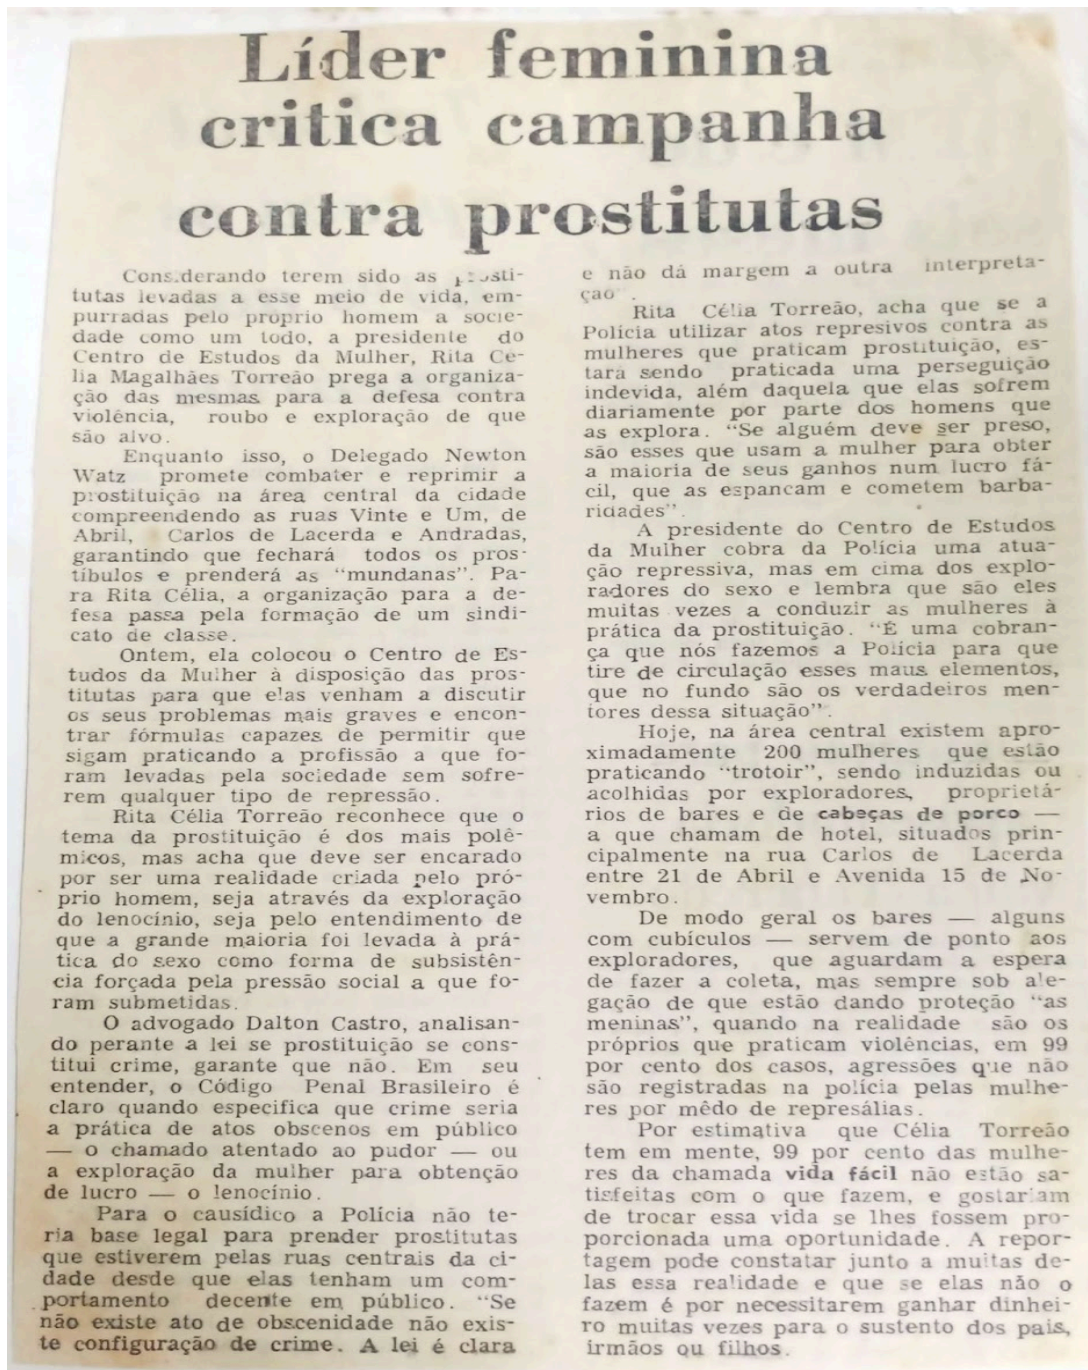 Líder feminina
critica campanha
contra prostitutas
Considerando terem sido as prosti-
tutas levadas a esse meio de vida, em-
purradas pelo proprio homem a socie-
dade como um todo, a presidente do
Centro de Estudos da Mulher, Rita Cé-
lia Magalhães Torreão prega a organiza-
ção das mesmas para a defesa contra
violência, roubo e exploração de que
são alvo.
Enquanto isso, o Delegado Newton
Watz promete combater e reprimir a
prostituição na área central da cidade
compreendendo as ruas Vinte e Um, de
Abril, Carlos de Lacerda e Andradas,
garantindo que fechará todos os pros-
tíbulos e prenderá as "mundanas". Pa-
ra Rita Célia, a organização para a de-
fesa passa pela formação de um sindi-
cato de classe.
Ontem, ela colocou o Centro de Es-
tudos da Mulher à disposição das pros-
titutas para que elas venham a discutir
os seus problemas mais graves e encon-
trar fórmulas capazes de permitir que
sigam praticando a profissão a que fo-
ram levadas pela sociedade sem sofre-
rem qualquer tipo de repressão.
Rita Célia Torreão reconhece que o
tema da prostituição é dos mais polê-
micos, mas acha que deve ser encarado
por ser uma realidade criada pelo pró-
prio homem, seja através da exploração
do lenocínio, seja pelo entendimento de
que a grande maioria foi levada à prá-
tica do sexo como forma de subsistên-
cia forçada pela pressão social a que fo-
ram submetidas.
O advogado Dalton Castro, analisan-
do perante a lei se prostituição se cons-
titui crime, garante que não. Em seu
entender, o Código Penal Brasileiro é
claro quando especifica que crime seria
a prática de atos obscenos em público
— o chamado atentado ao pudor — ou
a exploração da mulher para obtenção
de lucro — o lenocínio.
Para o causídico a Polícia não te-
ria base legal para prender prostitutas
que estiverem pelas ruas centrais da ci-
dade desde que elas tenham um com-
portamento decente em público. "Se
não existe ato de obscenidade não exis-
te configuração de crime. A lei é clara
e não dá margem a outra interpreta-
ção.
Rita Célia Torreão, acha que se a
Polícia utilizar atos represivos contra as
mulheres que praticam prostituição, es-
tará sendo praticada uma perseguição
indevida, além daquela que elas sofrem
diariamente por parte dos homens que
as explora. "Se alguém deve ser preso,
são esses que usam a mulher para obter
a maioria de seus ganhos num lucro fá-
cil, que as espancam e cometem barba-
ridades".
A presidente do Centro de Estudos
da Mulher cobra da Polícia uma atua-
ção repressiva, mas em cima dos explo-
radores do sexo e lembra que são eles
muitas vezes a conduzir as mulheres à
prática da prostituição. "É uma cobran-
ça que nós fazemos a Polícia para que
tire de circulação esses maus elementos,
que no fundo são os verdadeiros men-
tores dessa situação".
Hoje, na área central existem apro-
ximadamente 200 mulheres que estão
praticando "trotoir", sendo induzidas ou
acolhidas por exploradores, proprietá-
rios de bares e de cabeças de porco —
a que chamam de hotel, situados prin-
cipalmente na rua Carlos de Lacerda
entre 21 de Abril e Avenida 15 de No-
vembro.
De modo geral os bares — alguns
com cubículos — servem de ponto aos
exploradores, que aguardam a espera
de fazer a coleta, mas sempre sob ale-
gação de que estão dando proteção "as
meninas", quando na realidade são os
próprios que praticam violências, em 99
por cento dos casos, agressões que não
são registradas na polícia pelas mulhe-
res por mêdo de represálias.
Por estimativa que Célia Torreão
tem em mente, 99 por cento das mulhe-
res da chamada vida fácil não estão sa-
tisfeitas com o que fazem, e gostariam
de trocar essa vida se lhes fossem pro-
porcionada uma oportunidade. A repor-
tagem pode constatar junto a muitas de-
las essa realidade e que se elas não o
fazem é por necessitarem ganhar dinhei-
ro muitas vezes para o sustento dos pais,
irmãos ou filhos.